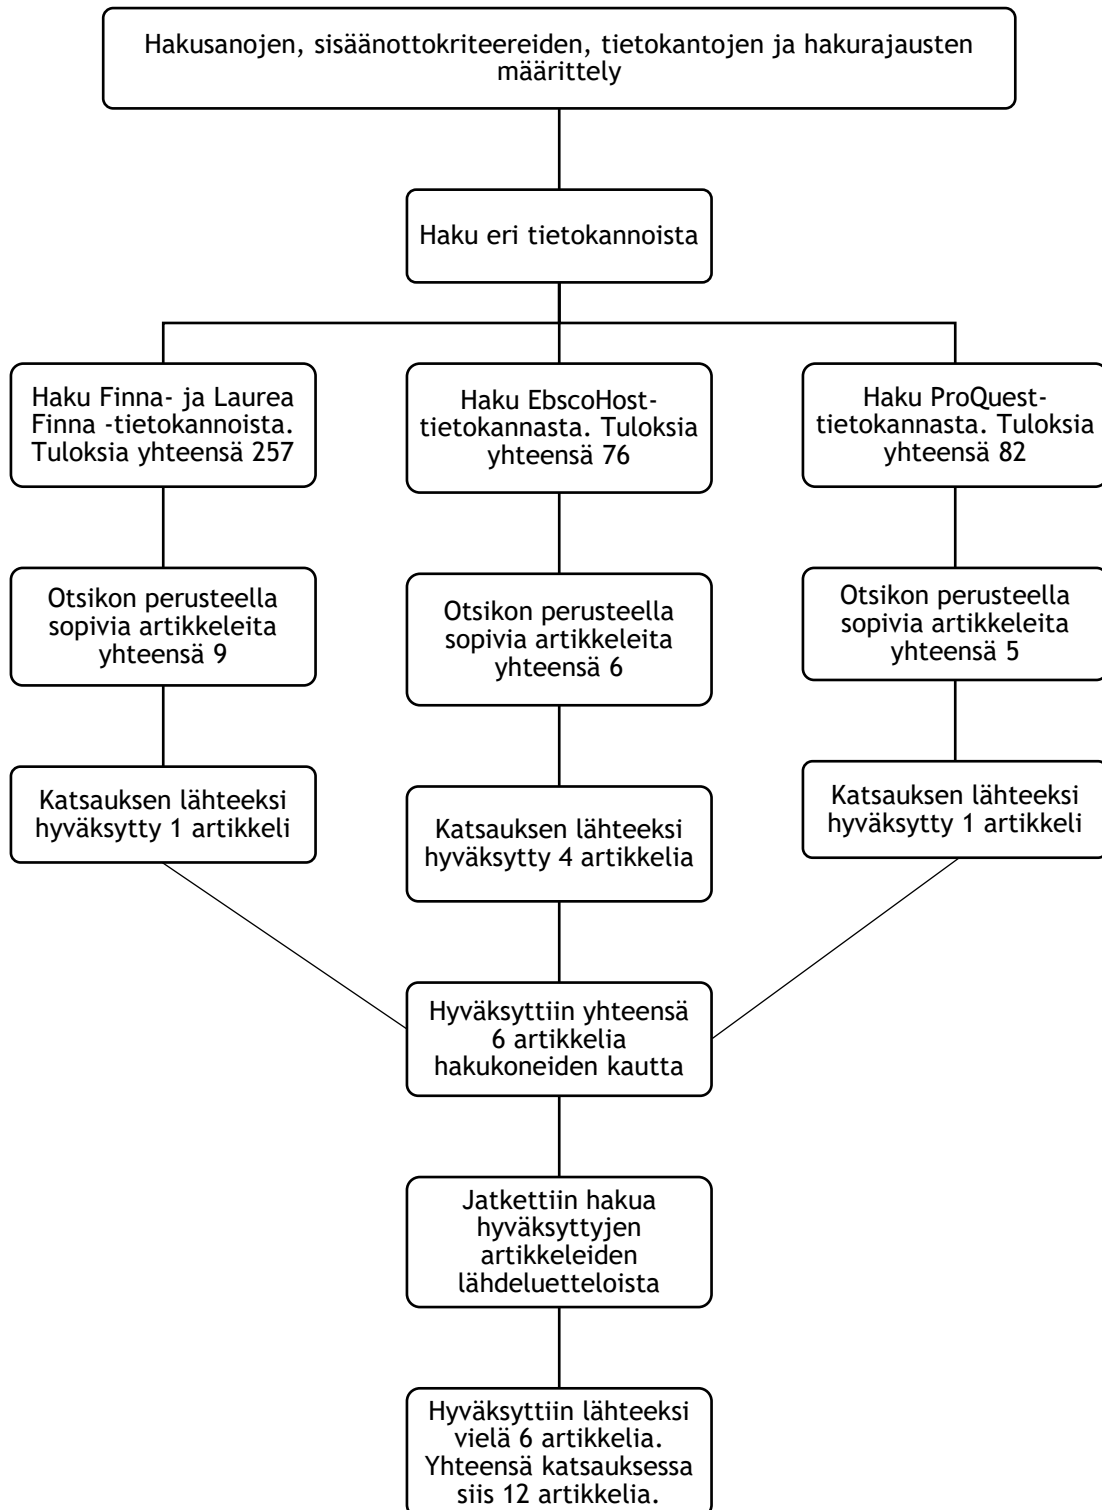 Hakusanojen, sisäänottokriteereiden, tietokantojen ja hakurajausten
määrittely
Haku eri tietokannoista
Haku Finna- ja Laurea
Finna -tietokannoista.
Tuloksia yhteensä 257
Haku EbscoHost-
tietokannasta. Tuloksia
yhteensä 76
Haku ProQuest-
tietokannasta. Tuloksia
yhteensä 82
Otsikon perusteella
sopivia artikkeleita
yhteensä 9
Otsikon perusteella
sopivia artikkeleita
yhteensä 6
Otsikon perusteella
sopivia artikkeleita
yhteensä 5
Katsauksen lähteeksi
hyväksytty 1 artikkeli
Katsauksen lähteeksi
hyväksytty 4 artikkelia
Katsauksen lähteeksi
hyväksytty 1 artikkeli
Hyväksyttiin yhteensä
6 artikkelia
hakukoneiden kautta
Jatkettiin hakua
hyväksyttyjen
artikkeleiden
lähdeluetteloista
Hyväksyttiin lähteeksi
vielä 6 artikkelia.
Yhteensä katsauksessa
siis 12 artikkelia.